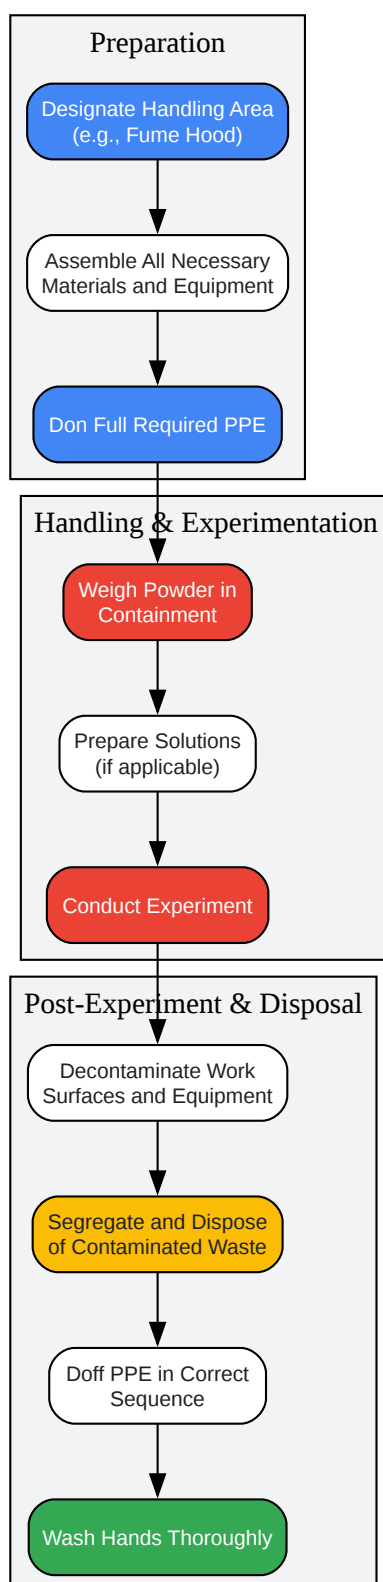 Preparation
Designate Handling Area
(e.g., Fume Hood)
Assemble All Necessary
Materials and Equipment
Don Full Required PPE
Handling & Experimentation
Weigh Powder in
Containment
Prepare Solutions
(if applicable)
Conduct Experiment
Post-Experiment & Disposal
Decontaminate Work
Surfaces and Equipment
Segregate and Dispose
of Contaminated Waste
Doff PPE in Correct
Sequence
Wash Hands Thoroughly